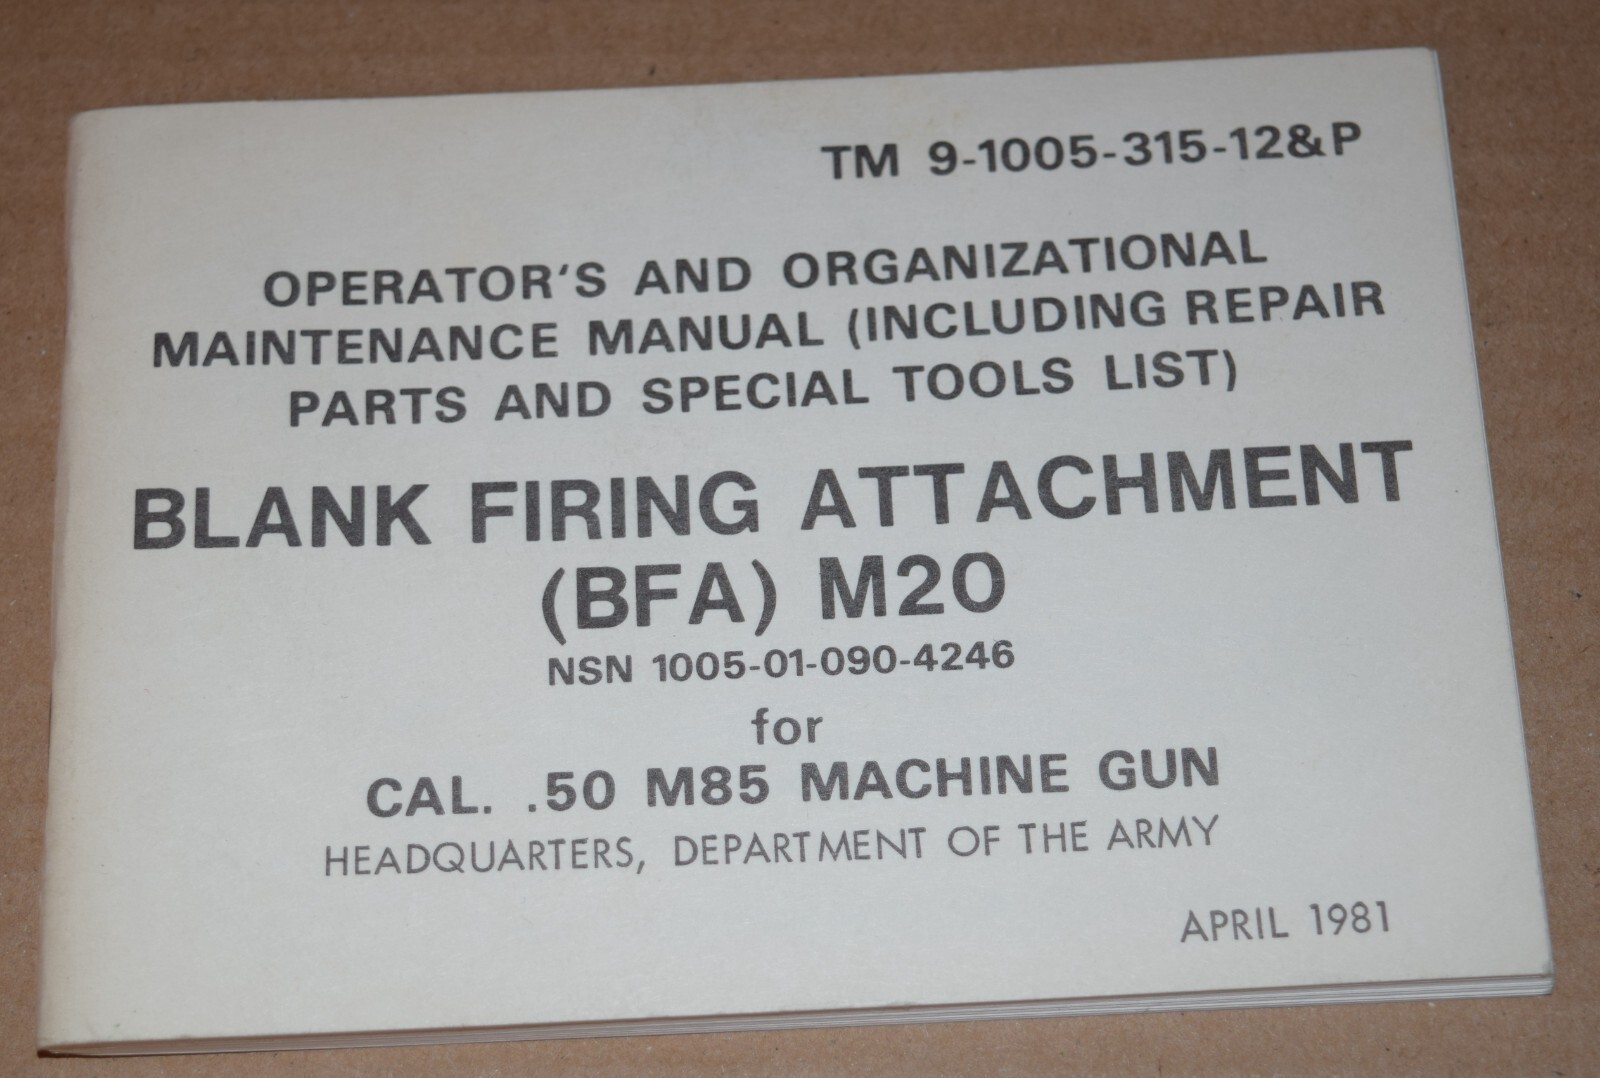 TM 9-1005-315-12&P
OPERATOR'S AND ORGANIZATIONAL
MAINTENANCE MANUAL (INCLUDING REPAIR
PARTS AND SPECIAL TOOLS LIST)
BLANK FIRING ATTACHMENT
(BFA) M20
NSN 1005-01-090-4246
for
CAL. .50 M85 MACHINE GUN
HEADQUARTERS, DEPARTMENT OF THE ARMY
APRIL 1981